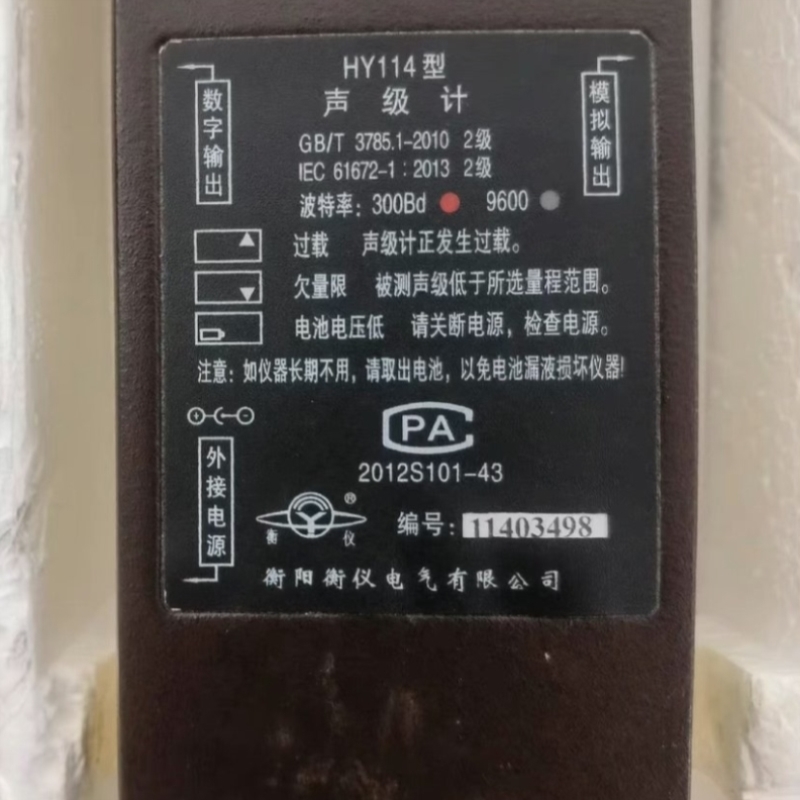 HY114型
声 级 计
GB/T 3785.1-2010 2级
IEC 61672-1:2013 2级
波特率: 300Bd 9600
数字输出
模拟输出
过载 声级计正发生过载。
欠量限 被测声级低于所选量程范围。
电池电压低 请关断电源，检查电源。
注意: 如仪器长期不用，请取出电池，以免电池漏液损坏仪器!
外接电源
CPA
2012S101-43
衡 仪 ®
编号: 11403498
衡阳衡仪电气有限公司